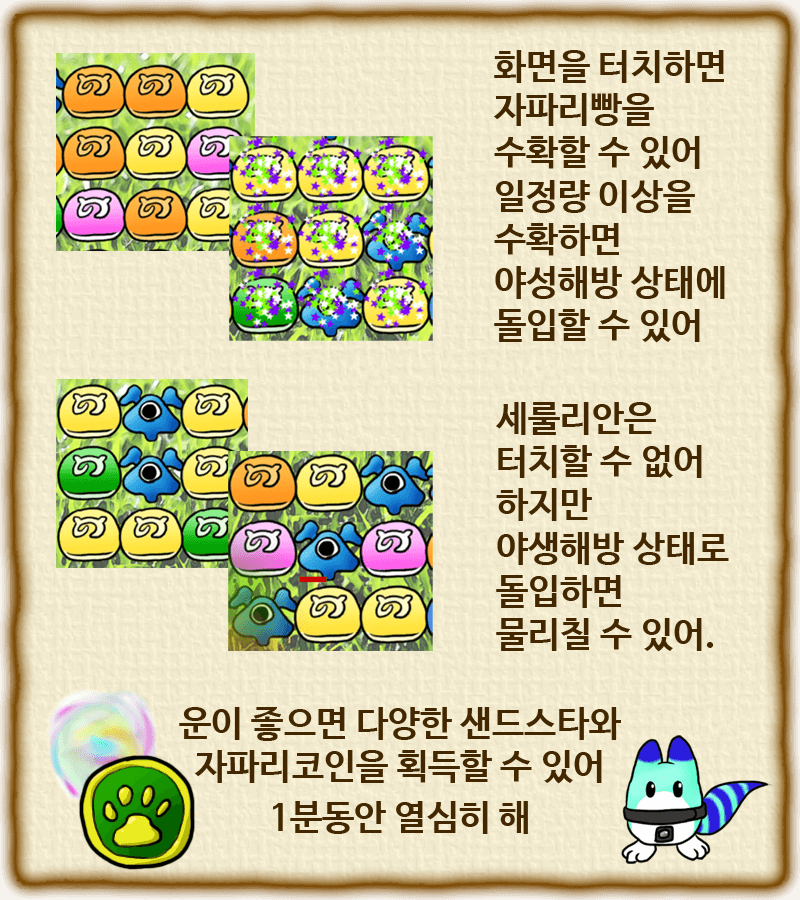 화면을 터치하면
자파리빵을
수확할 수 있어
일정량 이상을
수확하면
야성해방 상태에
돌입할 수 있어
세룰리안은
터치할 수 없어
하지만
야생해방 상태로
돌입하면
물리칠 수 있어.
운이 좋으면 다양한 샌드스타와
자파리코인을 획득할 수 있어
1분동안 열심히 해